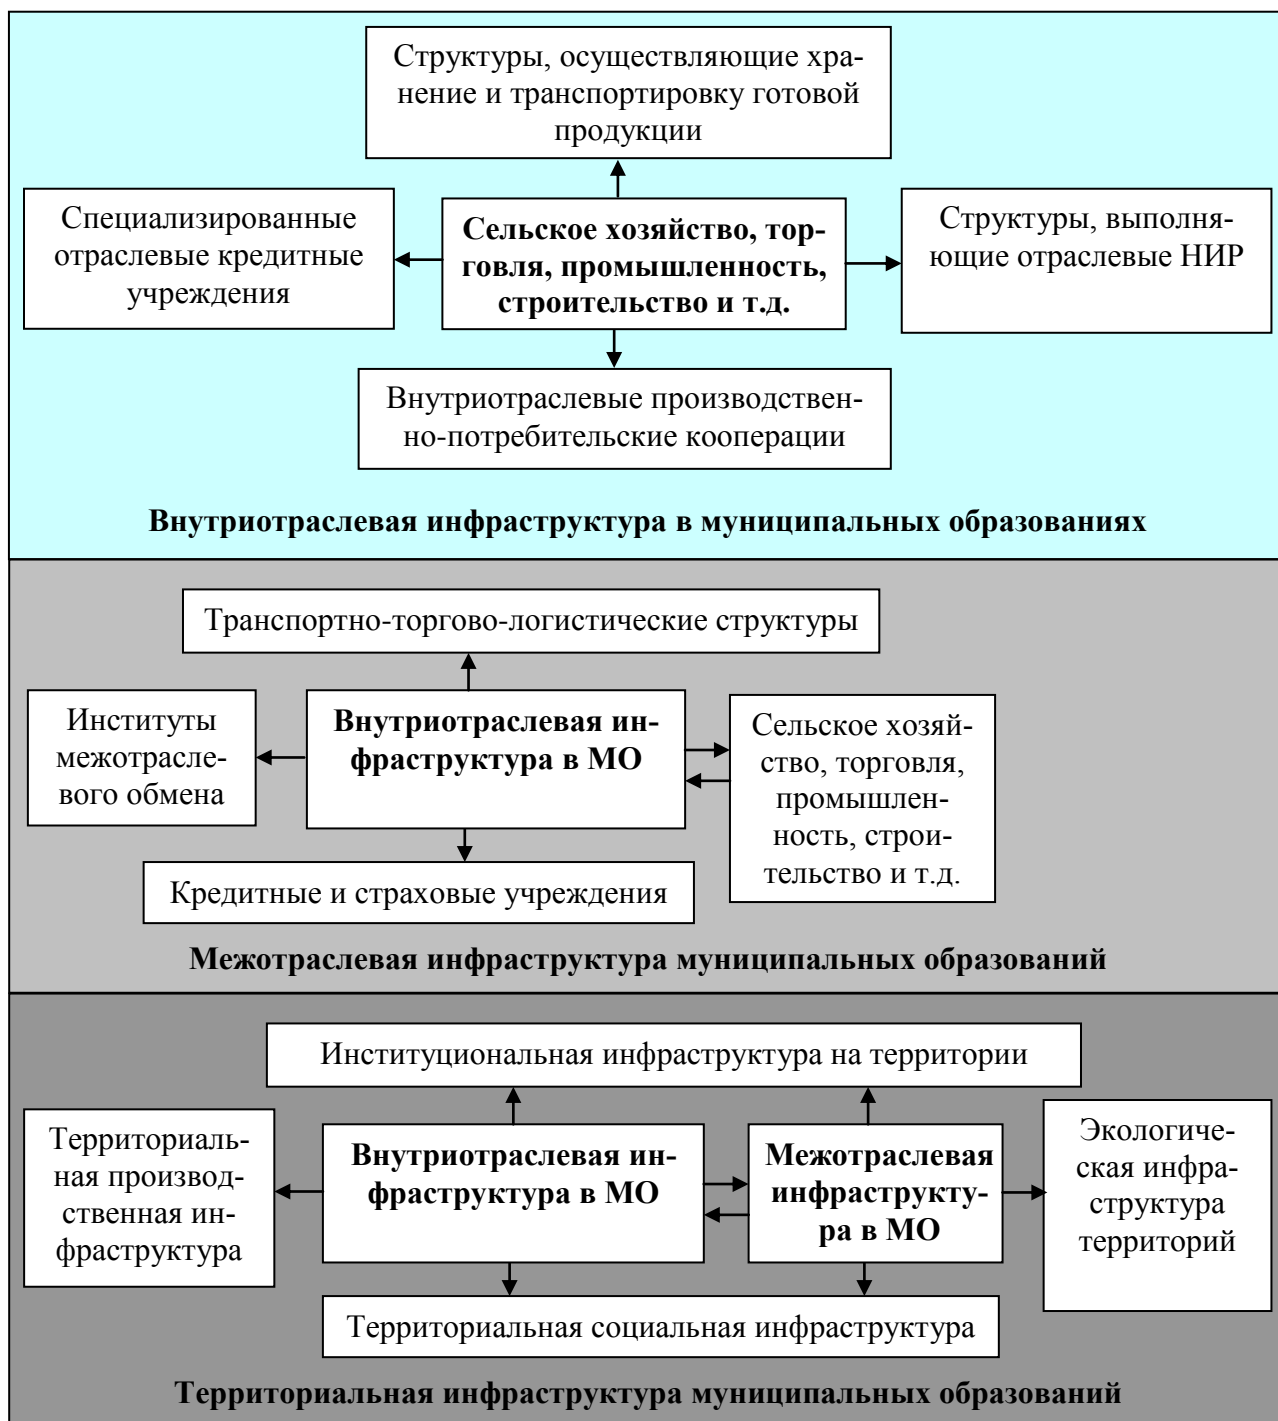 Структуры, осуществляющие хра-
нение и транспортировку готовой
продукции
Специализированные
отраслевые кредитные
учреждения
Сельское хозяйство, тор-
говля, промышленность,
строительство и т.д.
Структуры, выполня-
ющие отраслевые НИР
Внутриотраслевые производствен-
но-потребительские кооперации
Внутриотраслевая инфраструктура в муниципальных образованиях
Транспортно-торгово-логистические структуры
Институты
межотрасле-
вого обмена
Внутриотраслевая ин-
фраструктура в МО
Сельское хозяй-
ство, торговля,
промышлен-
ность, строи-
тельство и т.д.
Кредитные и страховые учреждения
Межотраслевая инфраструктура муниципальных образований
Институциональная инфраструктура на территории
Территориаль-
ная производ-
ственная ин-
фраструктура
Внутриотраслевая ин-
фраструктура в МО
Межотраслевая
инфраструкту-
ра в МО
Экологиче-
ская инфра-
структура
территорий
Территориальная социальная инфраструктура
Территориальная инфраструктура муниципальных образований